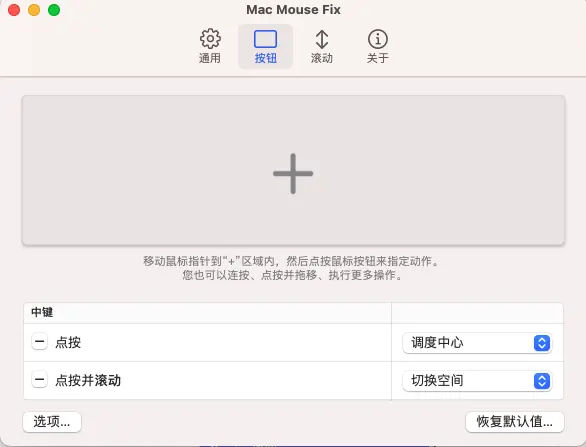 Mac Mouse Fix
通用
按钮
滚动
关于
移动鼠标指针到“+”区域内，然后点按鼠标按钮来指定动作。
您也可以连按、点按并拖移、执行更多操作。
中键
点按
调度中心
点按并滚动
切换空间
选项...
恢复默认值...